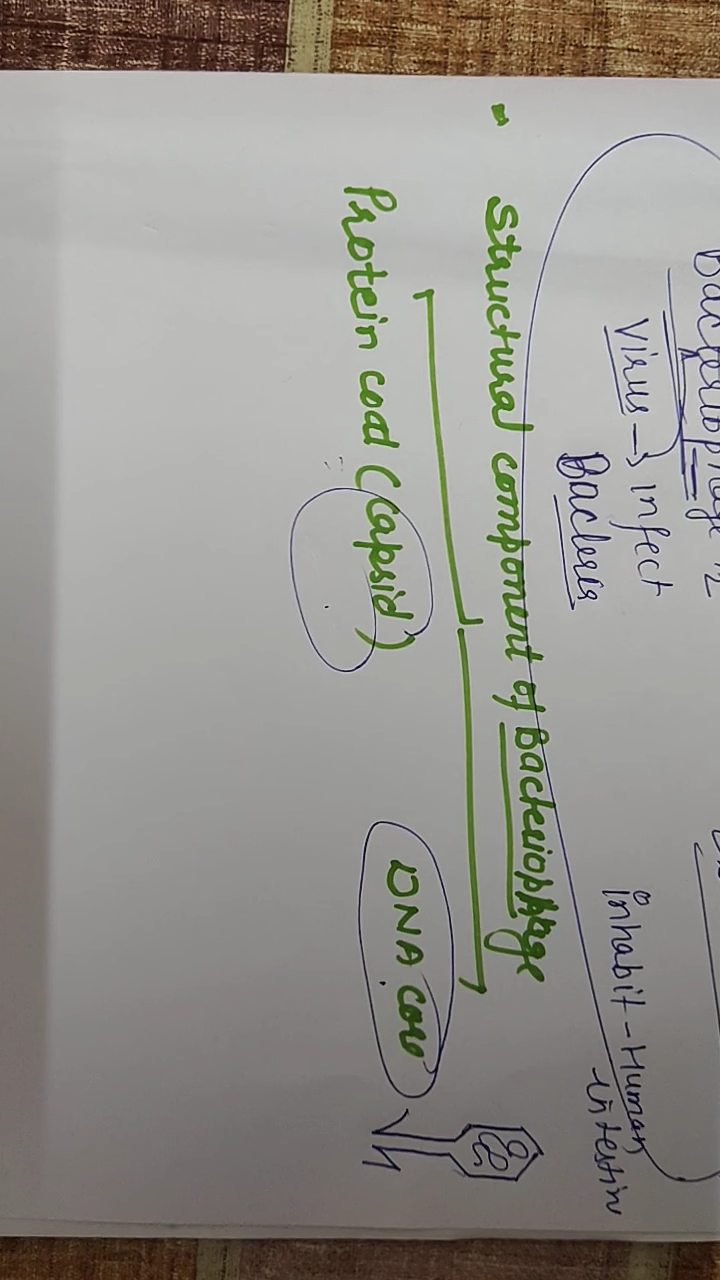 Virus → infect
Bacteria
inhabit - Human
intestin
Structural component of Bacteriophage
Protein coat (Capsid)
DNA core